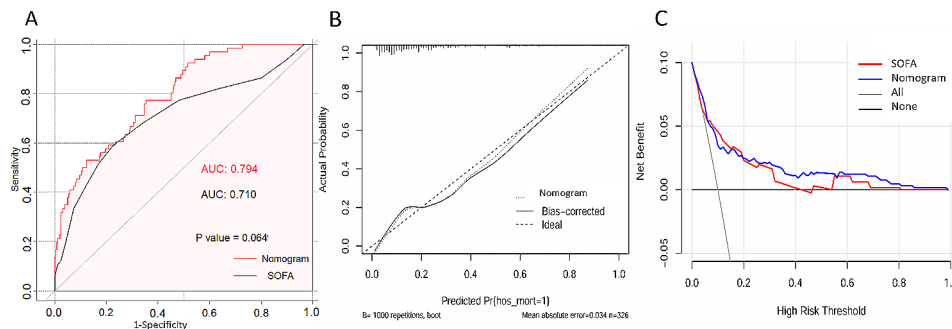 A
1.0
0.8
0.6
0.4
0.2
0.0
Sensitivity
AUC: 0.794
AUC: 0.710
P value = 0.064
Nomogram
SOFA
0.0
0.2
0.4
0.6
0.8
1.0
1-Specificity
B
1.0
0.8
0.6
0.4
0.2
0.0
Actual Probability
Nomogram
Bias-corrected
Ideal
0.0
0.2
0.4
0.6
0.8
1.0
Predicted Pr{hos_mort=1}
B= 1000 repetitions, boot
Mean absolute error=0.034 n=326
C
0.10
0.05
0.00
-0.05
Net Benefit
SOFA
Nomogram
All
None
0.0
0.2
0.4
0.6
0.8
1.
High Risk Threshold